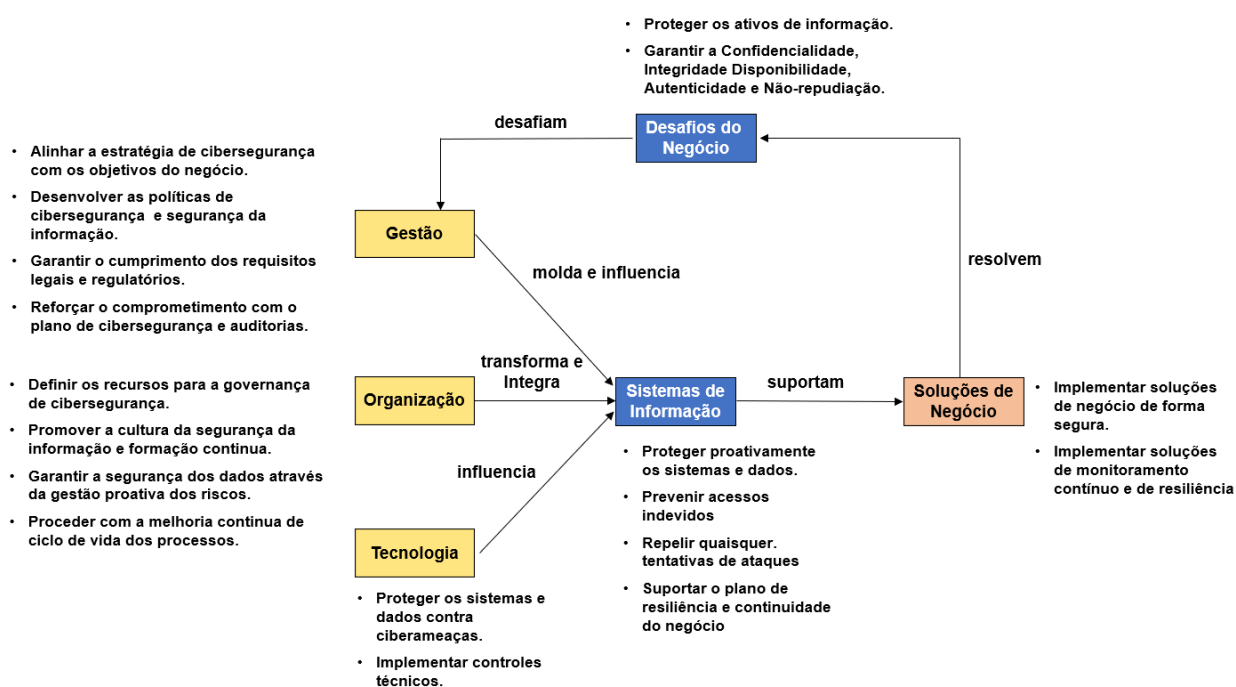 • Proteger os ativos de informação.
• Garantir a Confidencialidade,
Integridade Disponibilidade,
Autenticidade e Não-repudiação.
desafiam
Desafios do
Negócio
• Alinhar a estratégia de cibersegurança
com os objetivos do negócio.
• Desenvolver as políticas de
cibersegurança e segurança da
informação.
• Garantir o cumprimento dos requisitos
legais e regulatórios.
• Reforçar o comprometimento com o
plano de cibersegurança e auditorias.
Gestão
molda e influencia
resolvem
• Definir os recursos para a governança
de cibersegurança.
• Promover a cultura da segurança da
informação e formação continua.
• Garantir a segurança dos dados através
da gestão proativa dos riscos.
• Proceder com a melhoria continua de
ciclo de vida dos processos.
Organização
transforma e
Integra
Sistemas de
Informação
suportam
Soluções de
Negócio
• Implementar soluções
de negócio de forma
segura.
• Implementar soluções
de monitoramento
contínuo e de resiliência
influencia
• Proteger proativamente
os sistemas e dados.
• Prevenir acessos
indevidos
• Repelir quaisquer.
tentativas de ataques
• Suportar o plano de
resiliência e continuidade
do negócio
Tecnologia
• Proteger os sistemas e
dados contra
ciberameaças.
• Implementar controles
técnicos.